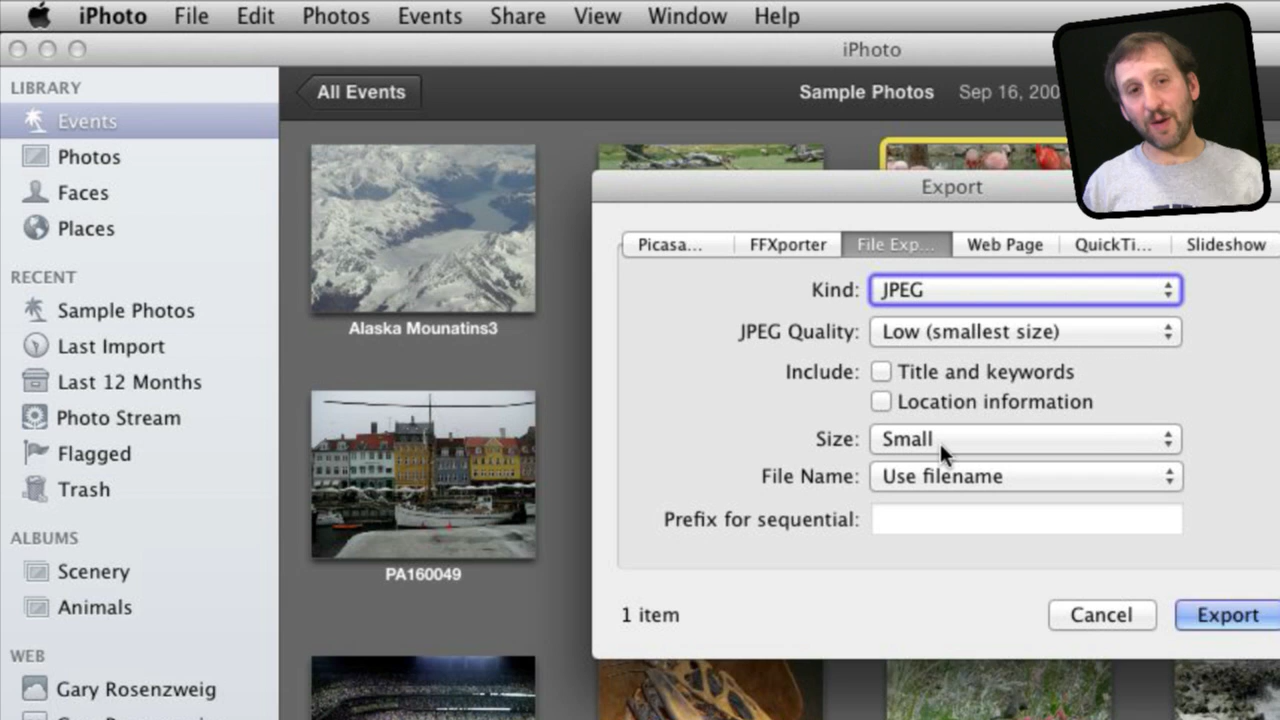 iPhoto File Edit Photos Events Share View Window Help
iPhoto
LIBRARY
Events
Photos
Faces
Places
RECENT
Sample Photos
Last Import
Last 12 Months
Photo Stream
Flagged
Trash
ALBUMS
Scenery
Animals
WEB
Gary Rosenzweig
All Events
Sample Photos Sep 16, 200
Alaska Mounatins3
PA160049
Export
Picasa... FFXporter File Exp... Web Page QuickTi... Slideshow
Kind: JPEG
JPEG Quality: Low (smallest size)
Include: Title and keywords
Location information
Size: Small
File Name: Use filename
Prefix for sequential:
1 item Cancel Export